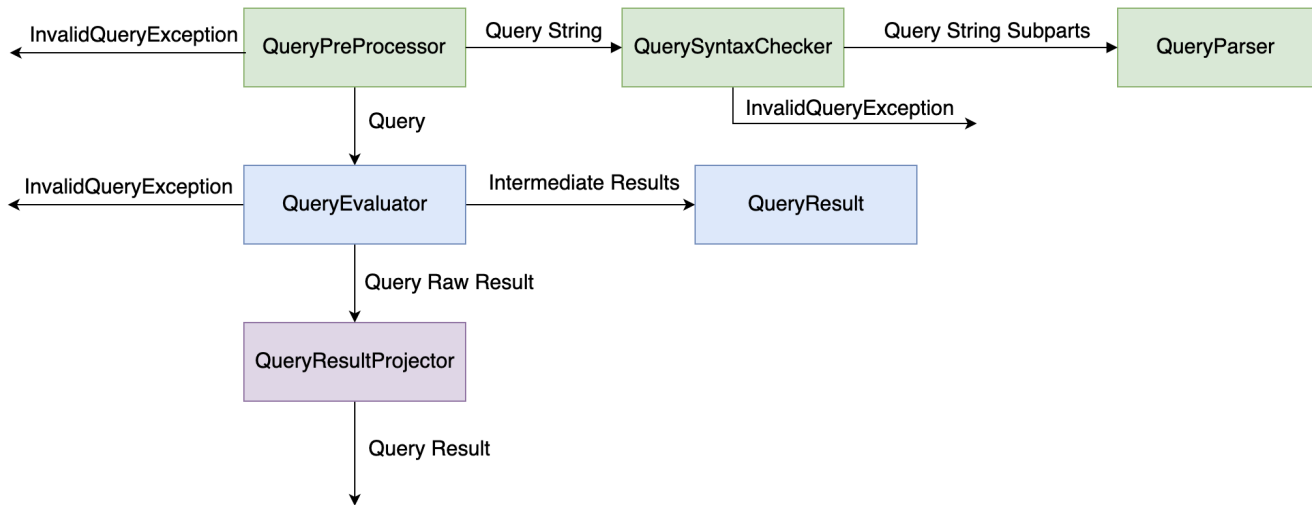 InvalidQueryException
QueryPreProcessor
Query String
QuerySyntaxChecker
Query String Subparts
QueryParser
Query
InvalidQueryException
InvalidQueryException
QueryEvaluator
Intermediate Results
QueryResult
Query Raw Result
QueryResultProjector
Query Result